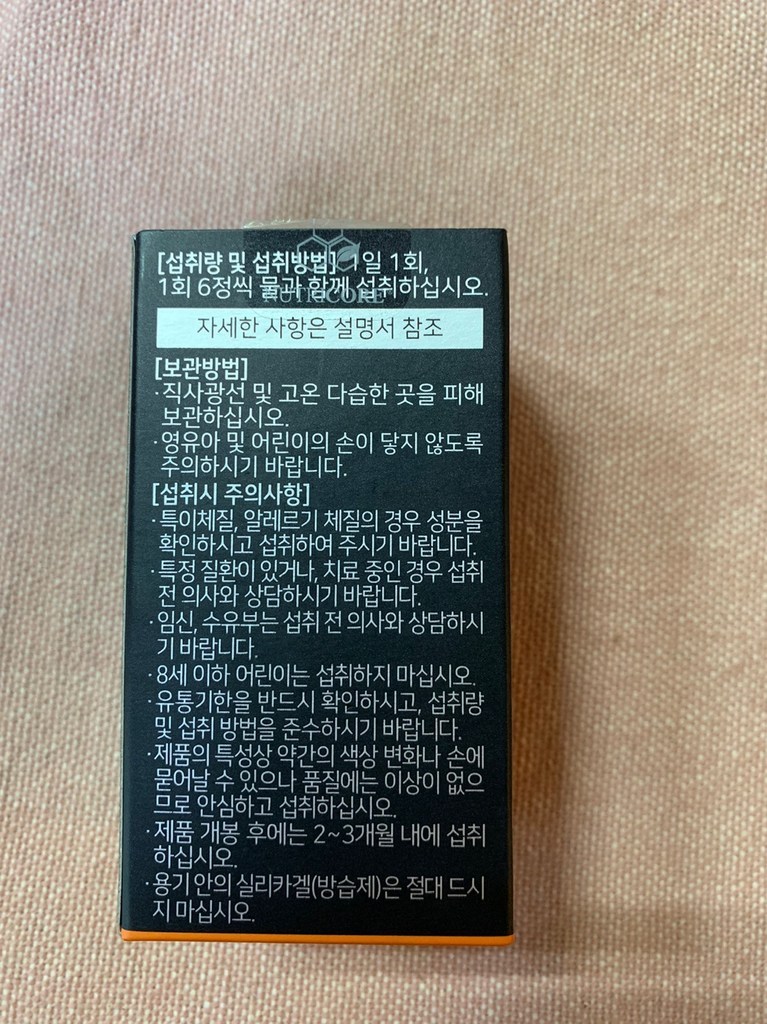 [섭취량 및 섭취방법] 1일 1회,
1회 6정씩 물과 함께 섭취하십시오.
NUTRICORE
자세한 사항은 설명서 참조
[보관방법]
·직사광선 및 고온 다습한 곳을 피해
보관하십시오.
·영유아 및 어린이의 손이 닿지 않도록
주의하시기 바랍니다.
[섭취시 주의사항]
·특이체질, 알레르기 체질의 경우 성분을
확인하시고 섭취하여 주시기 바랍니다.
·특정 질환이 있거나, 치료 중인 경우 섭취
전 의사와 상담하시기 바랍니다.
·임신, 수유부는 섭취 전 의사와 상담하시
기 바랍니다.
·8세 이하 어린이는 섭취하지 마십시오.
·유통기한을 반드시 확인하시고, 섭취량
및 섭취 방법을 준수하시기 바랍니다.
·제품의 특성상 약간의 색상 변화나 손에
묻어날 수 있으나 품질에는 이상이 없으
므로 안심하고 섭취하십시오.
·제품 개봉 후에는 2~3개월 내에 섭취
하십시오.
·용기 안의 실리카겔(방습제)은 절대 드시
지 마십시오.